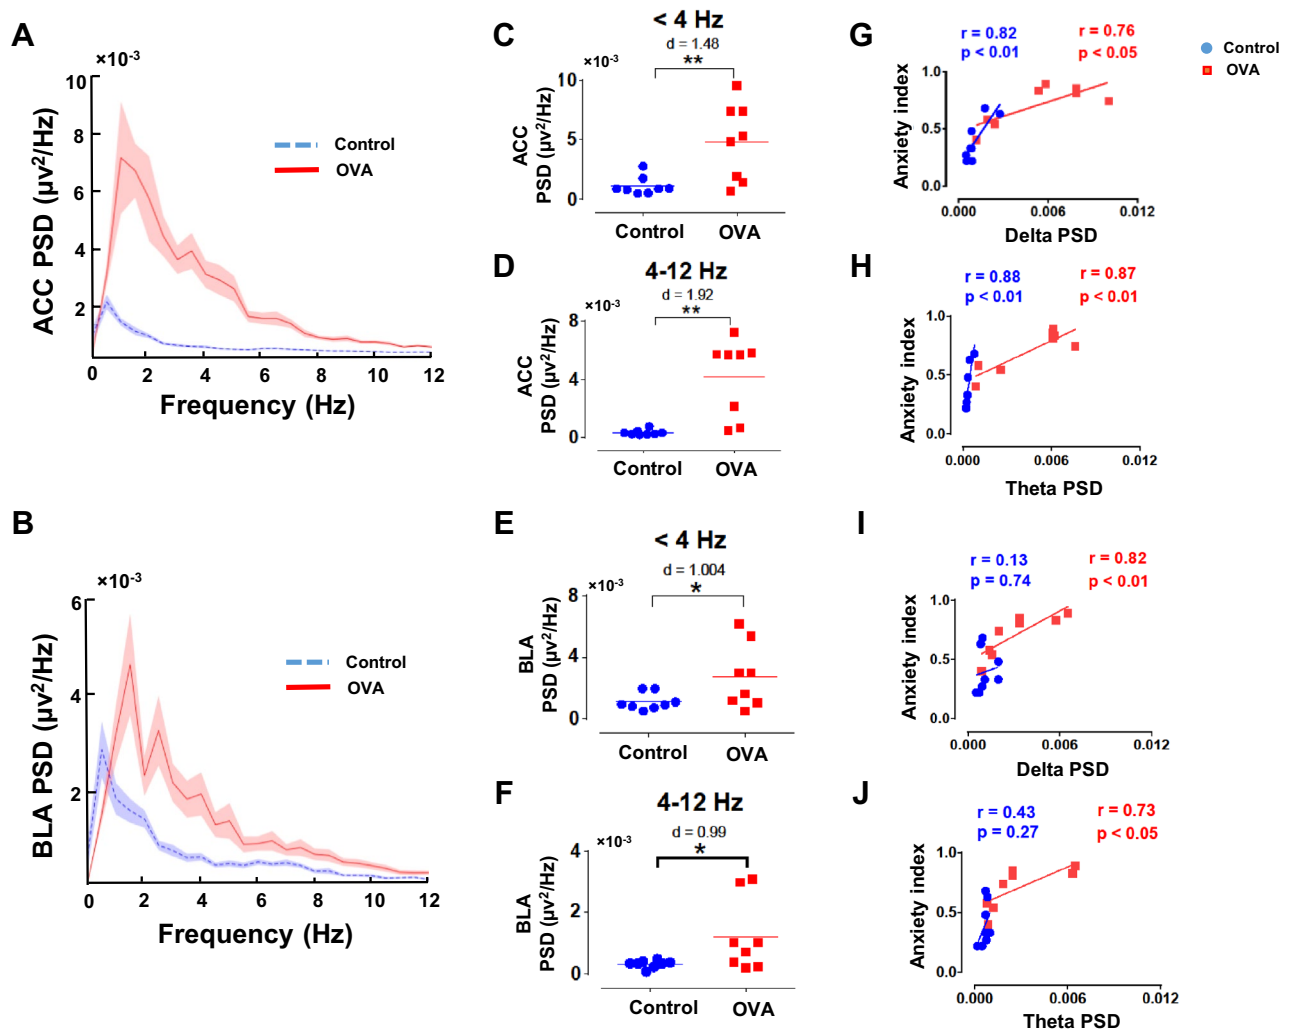 A
×10-3
10
8
6
4
2
ACC PSD (µv2/Hz)
Control
OVA
0 2 4 6 8 10 12
Frequency (Hz)
B
×10-3
6
4
2
BLA PSD (µv2/Hz)
Control
OVA
0 2 4 6 8 10 12
Frequency (Hz)
C
< 4 Hz
d = 1.48
**
×10-3
10
5
0
ACC
PSD (µv2/Hz)
Control OVA
D
4-12 Hz
d = 1.92
**
×10-3
8
4
0
ACC
PSD (µv2/Hz)
Control OVA
E
< 4 Hz
d = 1.004
*
×10-3
8
4
0
BLA
PSD (µv2/Hz)
Control OVA
F
4-12 Hz
d = 0.99
*
×10-3
4
2
0
BLA
PSD (µv2/Hz)
Control OVA
G
r = 0.82
p < 0.01
r = 0.76
p < 0.05
Control
OVA
1.0
0.5
0.0
Anxiety index
0.000 0.006 0.012
Delta PSD
H
r = 0.88
p < 0.01
r = 0.87
p < 0.01
1.0
0.5
0.0
Anxiety index
0.000 0.006 0.012
Theta PSD
I
r = 0.13
p = 0.74
r = 0.82
p < 0.01
1.0
0.5
0.0
Anxiety index
0.000 0.006 0.012
Delta PSD
J
r = 0.43
p = 0.27
r = 0.73
p < 0.05
1.0
0.5
0.0
Anxiety index
0.000 0.006 0.012
Theta PSD